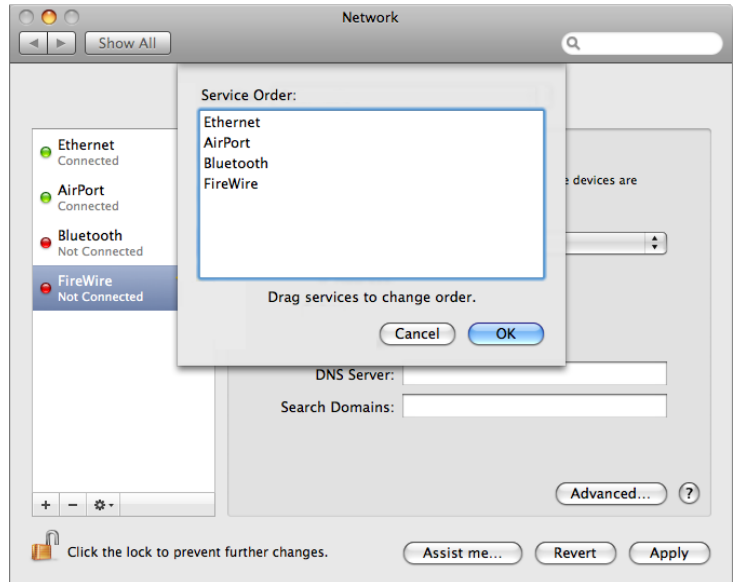 Network
Show All
Service Order:
Ethernet
AirPort
Bluetooth
FireWire
Drag services to change order.
Cancel
OK
Ethernet
Connected
AirPort
Connected
Bluetooth
Not Connected
FireWire
Not Connected
devices are
DNS Server:
Search Domains:
Advanced...
?
Click the lock to prevent further changes.
Assist me...
Revert
Apply